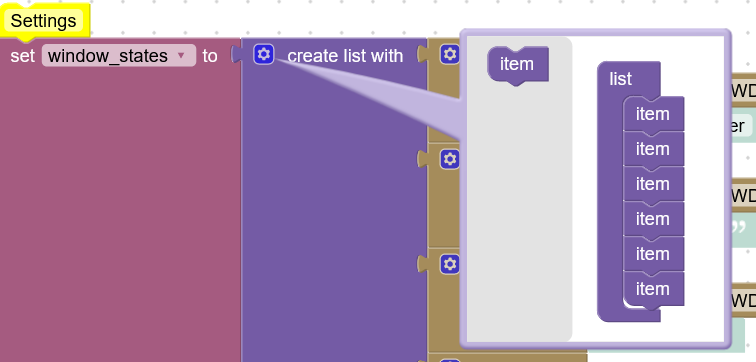 Settings
set window_states to create list with
item
list
item
item
item
item
item
item
WD
er
WD
”
WD